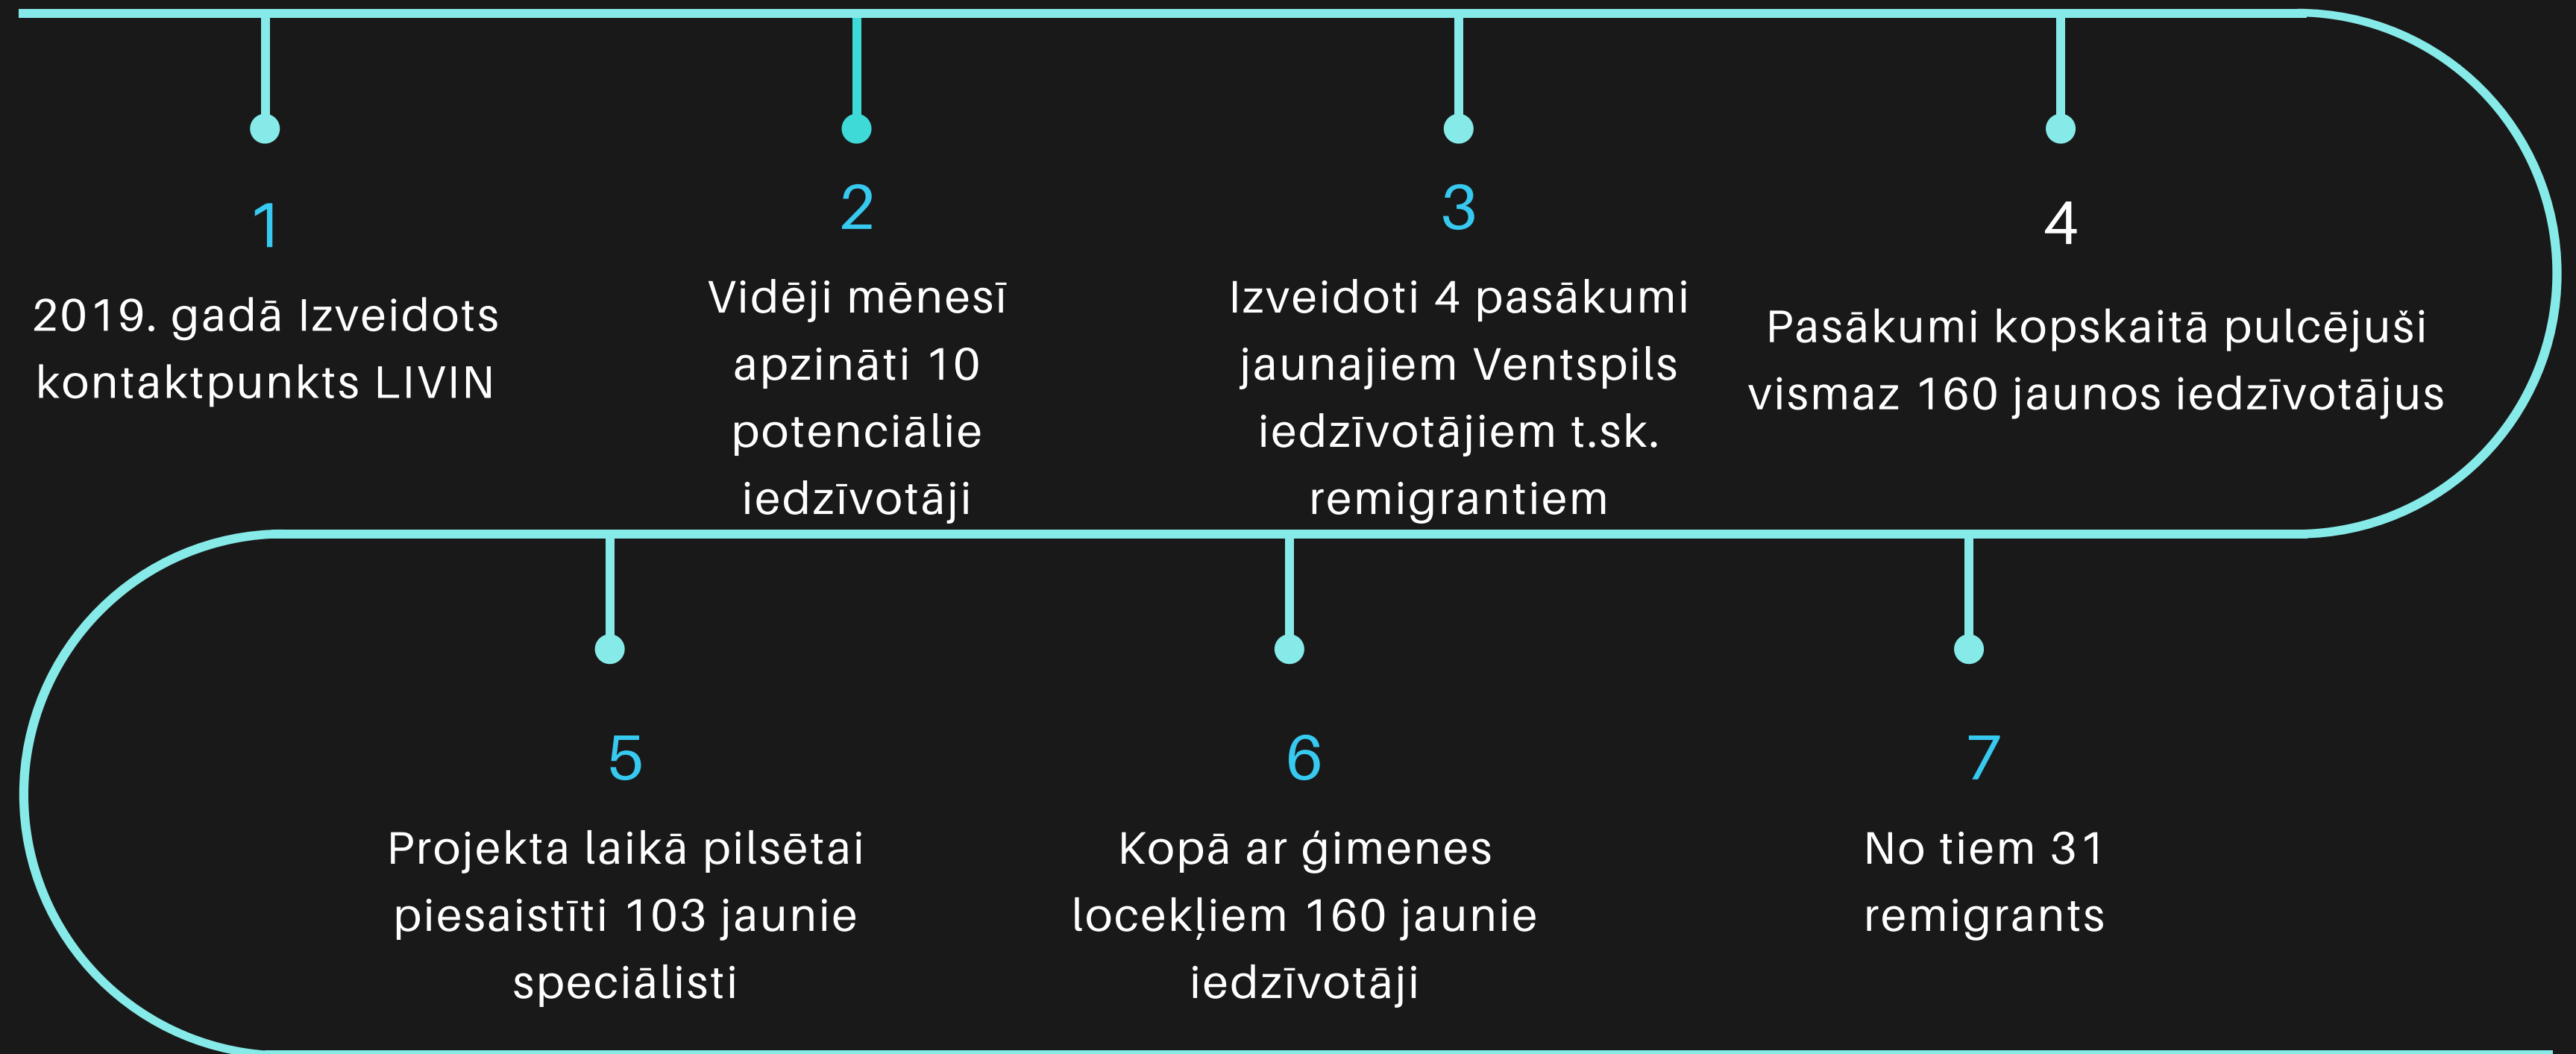 1
2019. gadā Izveidots
kontaktpunkts LIVIN
2
Vidēji mēnesī
apzināti 10
potenciālie
iedzīvotāji
3
Izveidoti 4 pasākumi
jaunajiem Ventspils
iedzīvotājiem t.sk.
remigrantiem
4
Pasākumi kopskaitā pulcējuši
vismaz 160 jaunos iedzīvotājus
5
Projekta laikā pilsētai
piesaistīti 103 jaunie
speciālisti
6
Kopā ar ģimenes
locekļiem 160 jaunie
iedzīvotāji
7
No tiem 31
remigrants